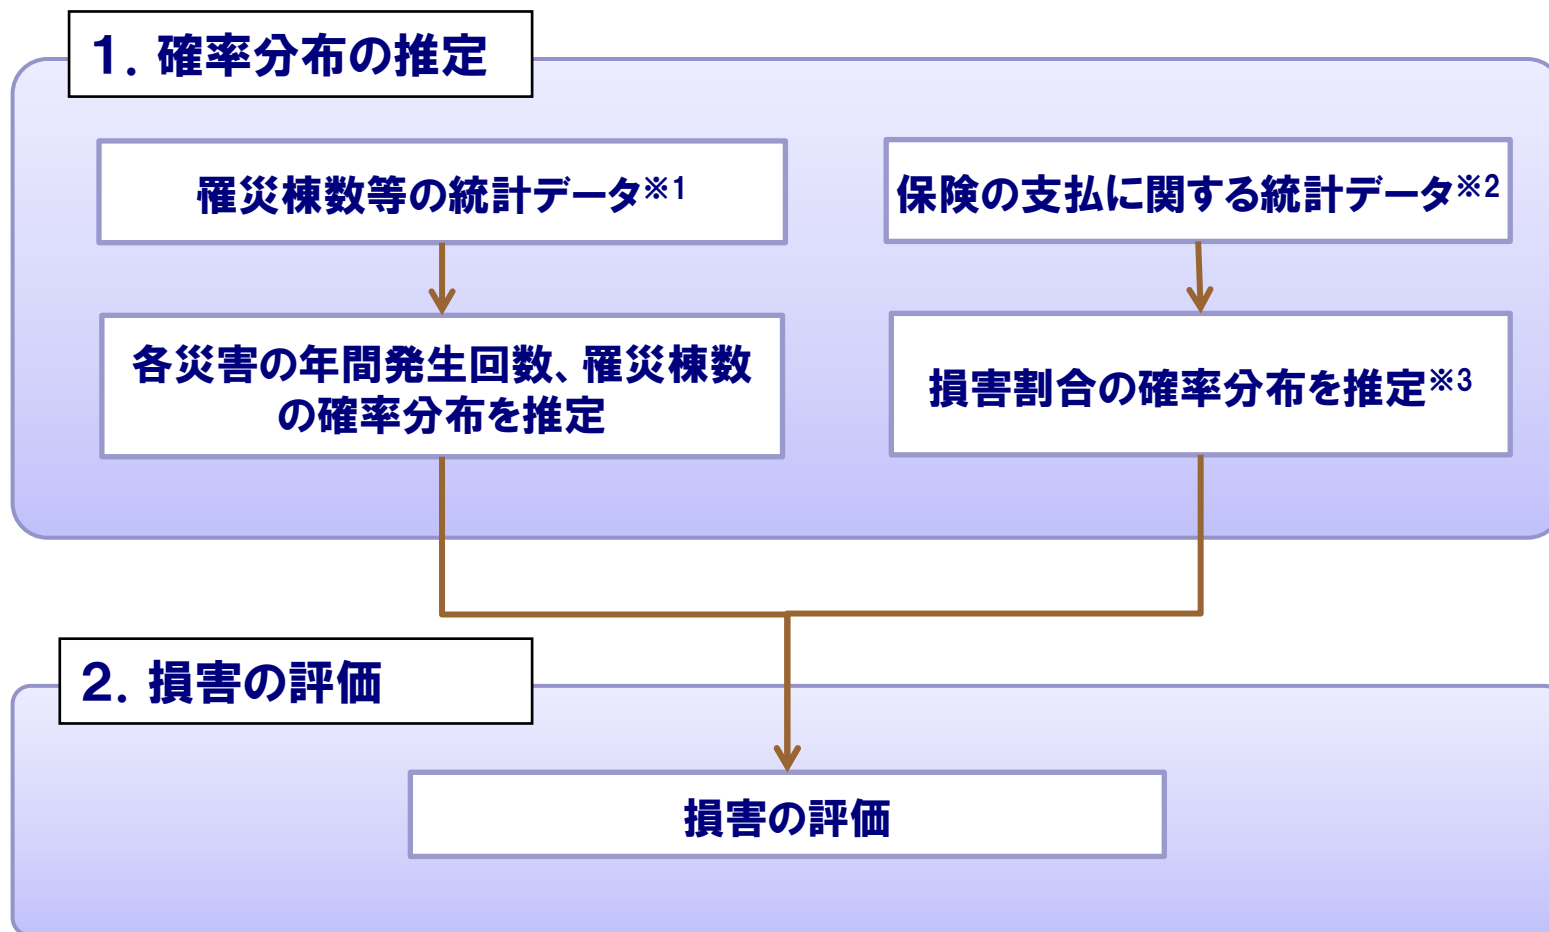 １．確率分布の推定
罹災棟数等の統計データ※1
保険の支払に関する統計データ※2
各災害の年間発生回数、罹災棟数
の確率分布を推定
損害割合の確率分布を推定※3
２．損害の評価
損害の評価